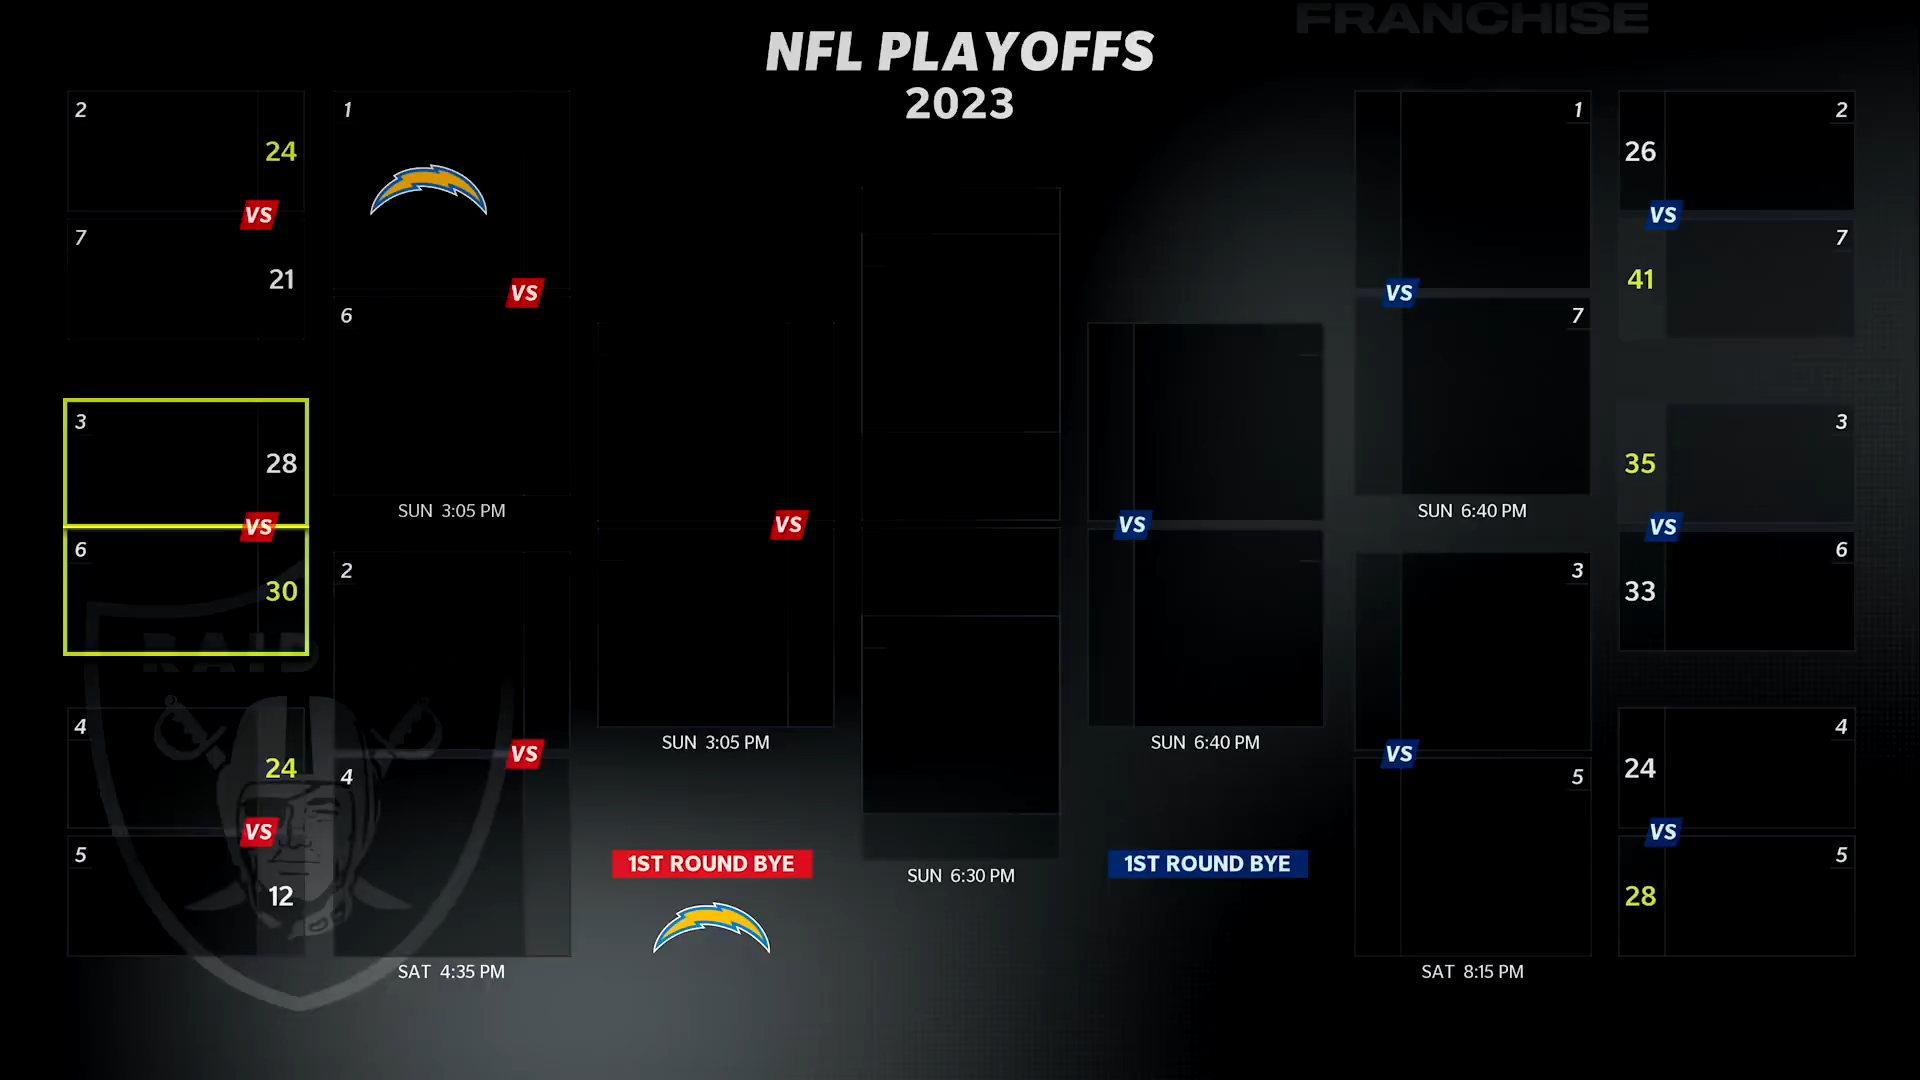 FRANCHISE
NFL PLAYOFFS
2023
2
24
VS
7
21
3
28
VS
6
30
4
24
VS
5
12
RAID
1
VS
6
SUN 3:05 PM
2
VS
4
SAT 4:35 PM
VS
SUN 3:05 PM
1ST ROUND BYE
SUN 6:30 PM
VS
SUN 6:40 PM
1ST ROUND BYE
1
VS
7
SUN 6:40 PM
3
VS
5
SAT 8:15 PM
2
26
VS
7
41
3
35
VS
6
33
4
24
VS
5
28